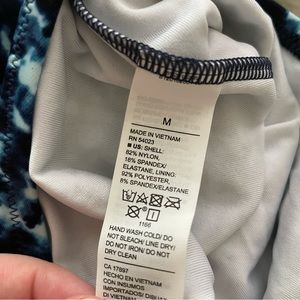 M
MADE IN VIETNAM
RN 54023
■ US: SHELL:
82% NYLON,
18% SPANDEX/
ELASTANE, LINING:
92% POLYESTER,
8% SPANDEX/ELASTANE
1166
HAND WASH COLD/ DO
NOT BLEACH/ LINE DRY/
DO NOT IRON/ DO NOT
DRY CLEAN
CA 17897
HECHO EN VIETNAM
CON INSUMOS
IMPORTADOS/